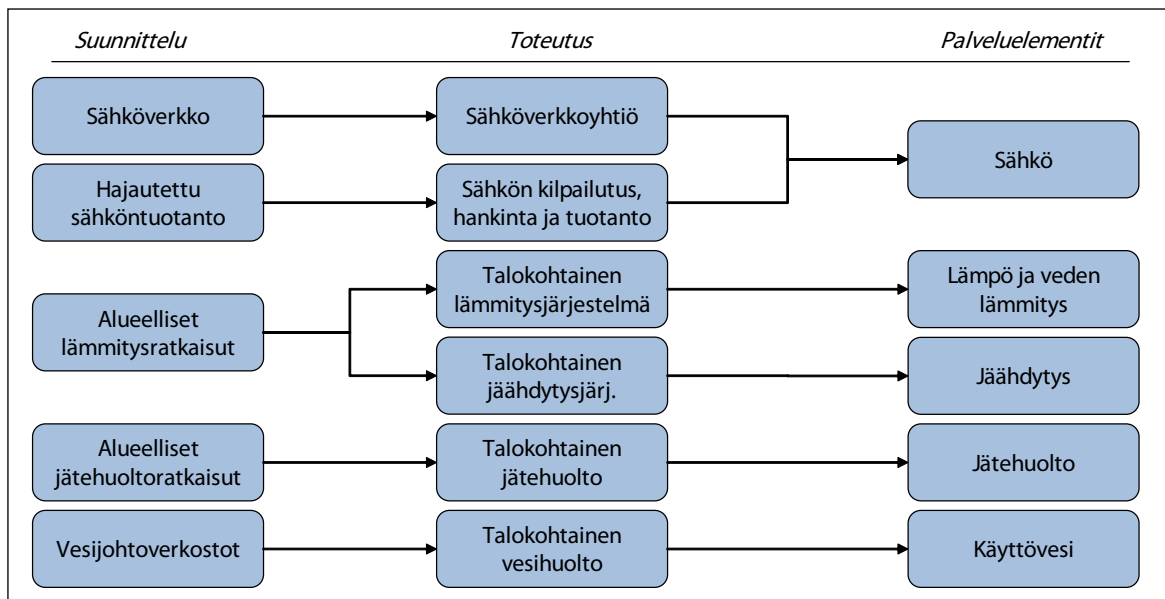 Suunnittelu
Toteutus
Palveluelementit
Sähköverkko
Sähköverkkoyhtiö
Sähkö
Hajautettu
sähköntuotanto
Sähkön kilpailutus,
hankinta ja tuotanto
Alueelliset
lämmitysratkaisut
Talokohtainen
lämmitysjärjestelmä
Lämpö ja veden
lämmitys
Talokohtainen
jäähdytysjärj.
Jäähdytys
Alueelliset
jätehuoltoratkaisut
Talokohtainen
jätehuolto
Jätehuolto
Vesijohtoverkostot
Talokohtainen
vesihuolto
Käyttövesi